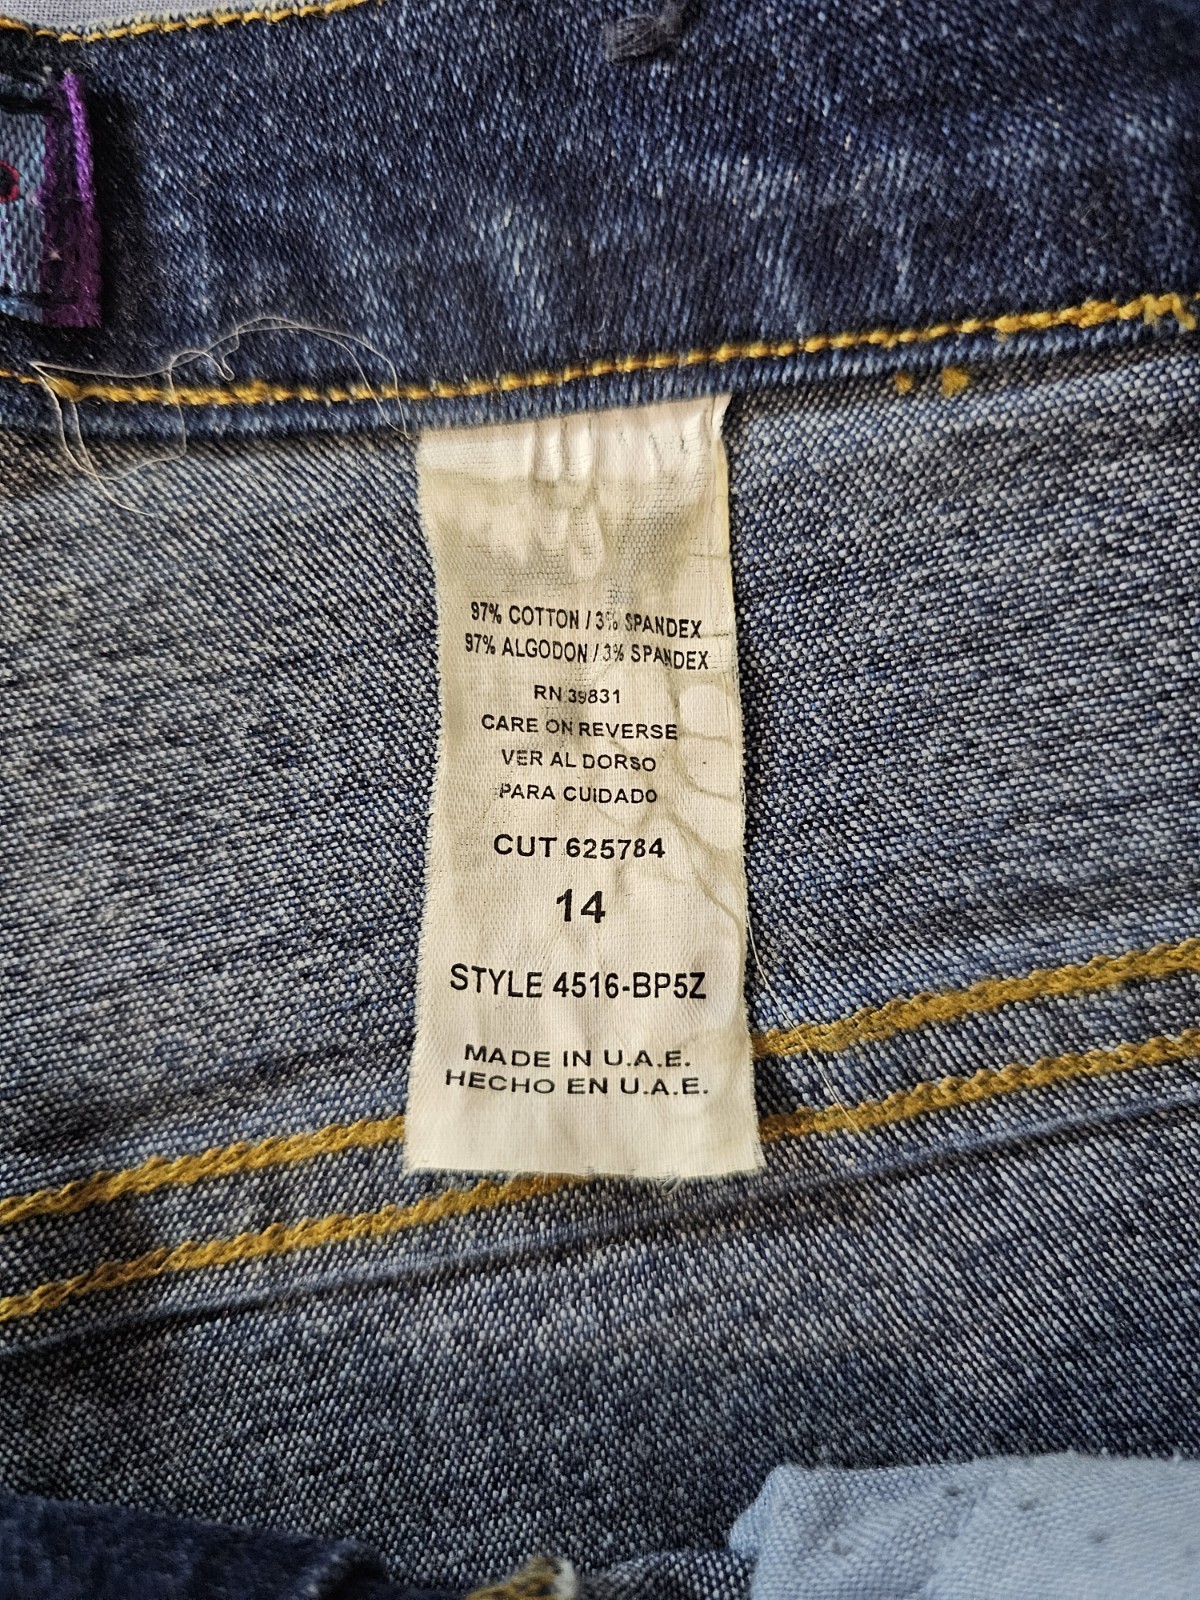 97% COTTON / 3% SPANDEX
97% ALGODON / 3% SPANDEX
RN 39831
CARE ON REVERSE
VER AL DORSO
PARA CUIDADO
CUT 625784
14
STYLE 4516-BP5Z
MADE IN U.A.E.
HECHO EN U.A.E.